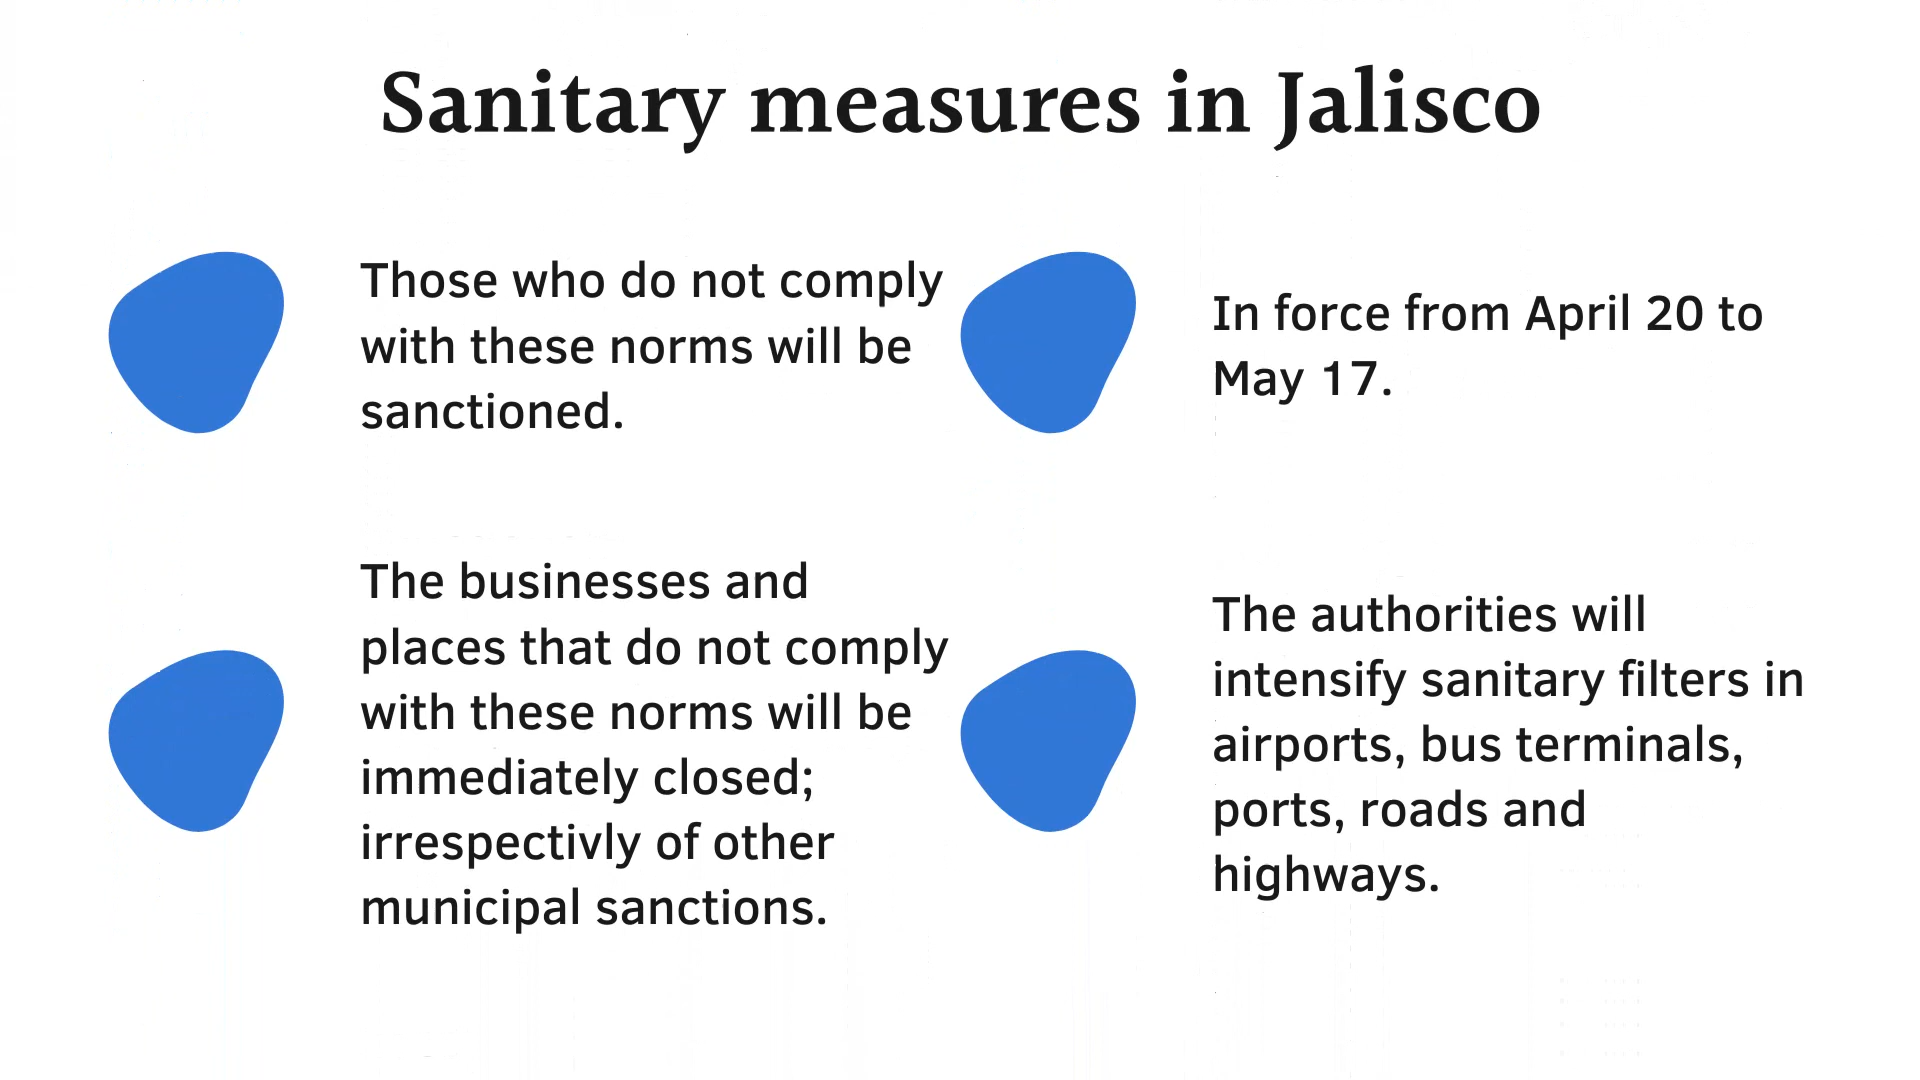 Sanitary measures in Jalisco
Those who do not comply
with these norms will be
sanctioned.
In force from April 20 to
May 17.
The businesses and
places that do not comply
with these norms will be
immediately closed;
irrespectivly of other
municipal sanctions.
The authorities will
intensify sanitary filters in
airports, bus terminals,
ports, roads and
highways.